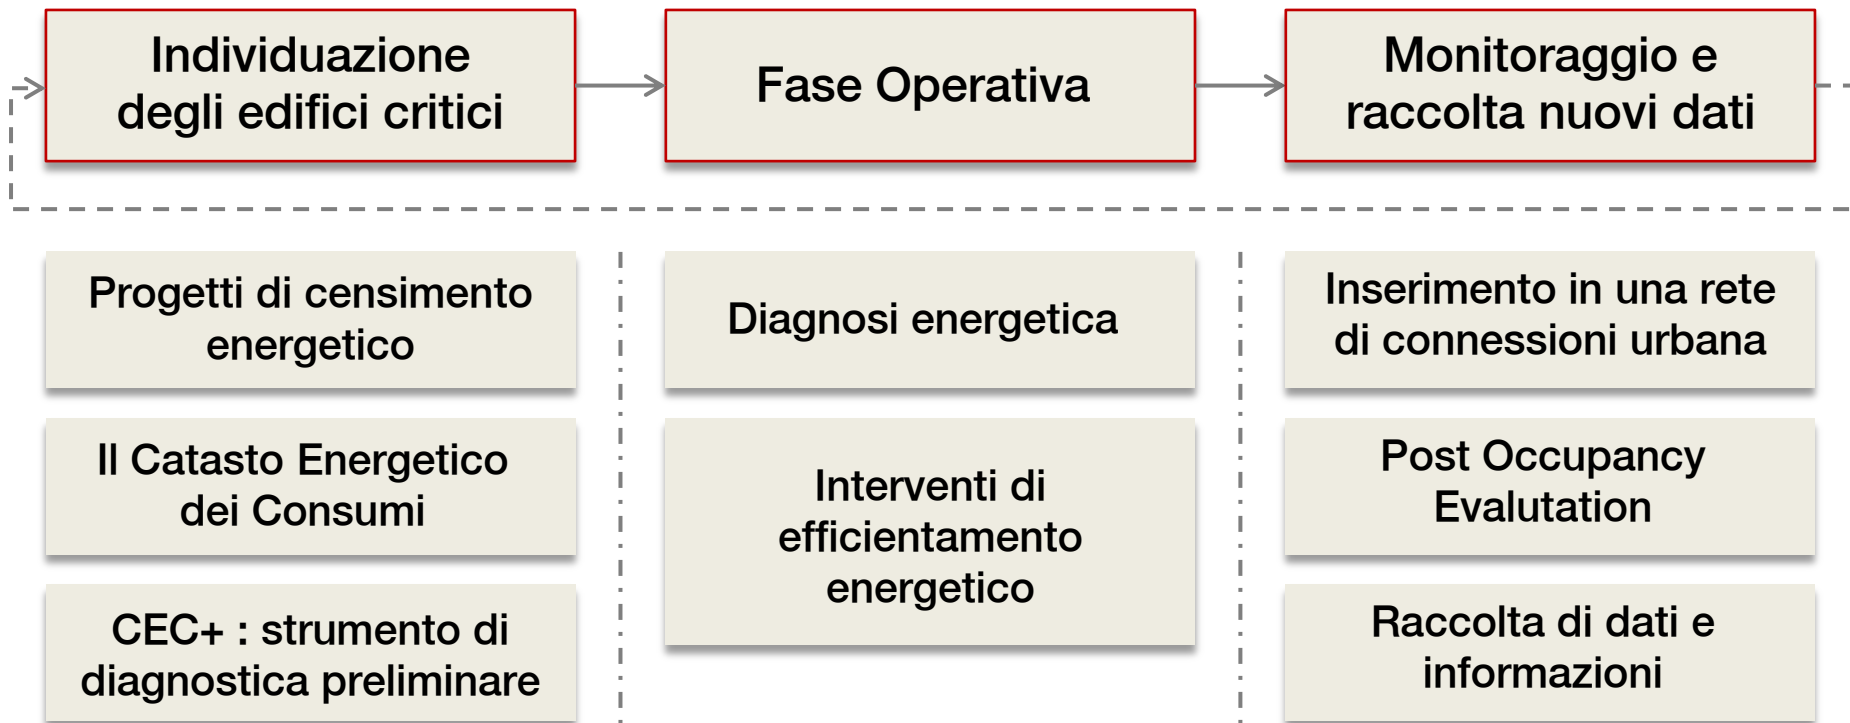 Individuazione
degli edifici critici
Fase Operativa
Monitoraggio e
raccolta nuovi dati
Progetti di censimento
energetico
Il Catasto Energetico
dei Consumi
CEC+ : strumento di
diagnostica preliminare
Diagnosi energetica
Interventi di
efficientamento
energetico
Inserimento in una rete
di connessioni urbana
Post Occupancy
Evalutation
Raccolta di dati e
informazioni